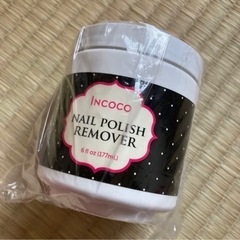 INCOCO
NAIL POLISH
REMOVER
6 fl oz (177mL)